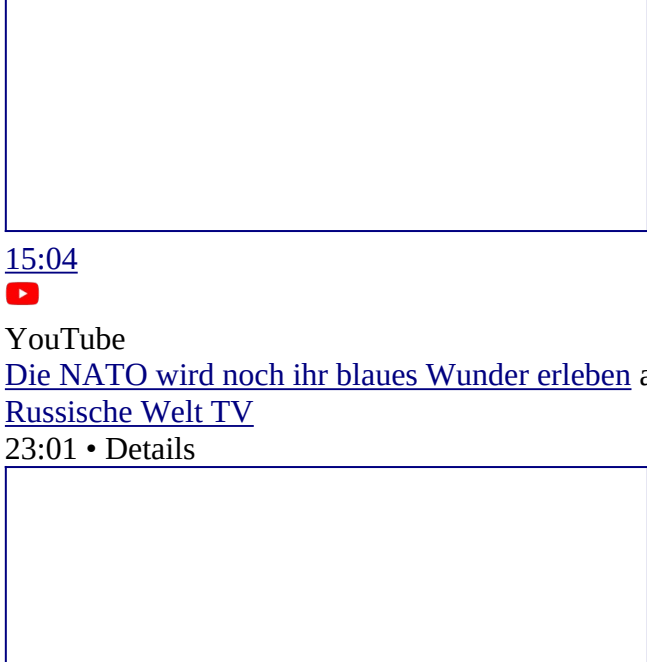 15:04
YouTube
Die NATO wird noch ihr blaues Wunder erleben a
Russische Welt TV
23:01 • Details